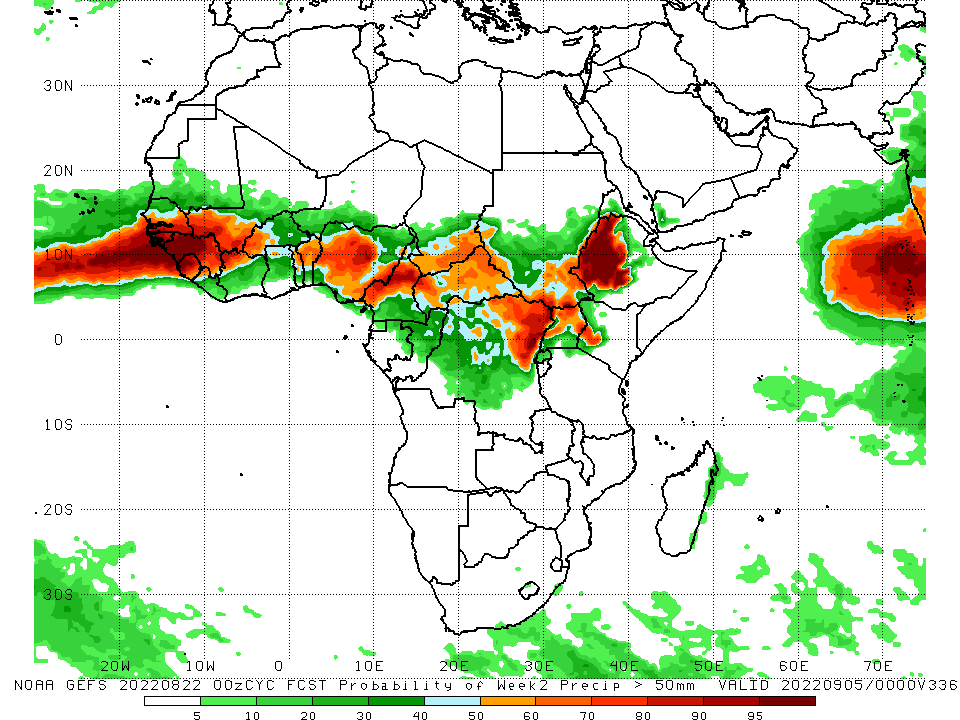 30N
20N
10N
0
10S
20S
30S
20W 10W 0 10E 20E 30E 40E 50E 60E 70E
NOAA GEFS 20220822 00zCYC FCST Probability of Week2 Precip > 50mm VALID 20220905/0000V336
5 10 20 30 40 50 60 70 80 90 95